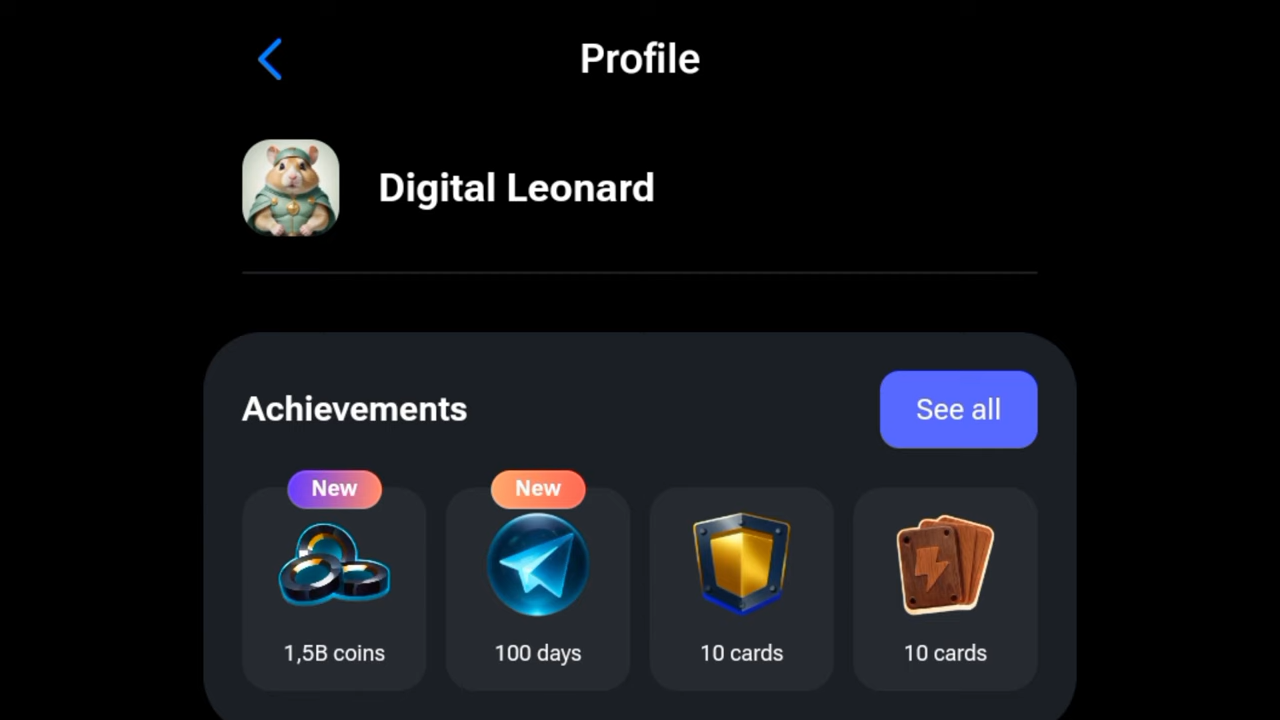 Profile
Digital Leonard
Achievements
See all
New
New
1,5B coins
100 days
10 cards
10 cards